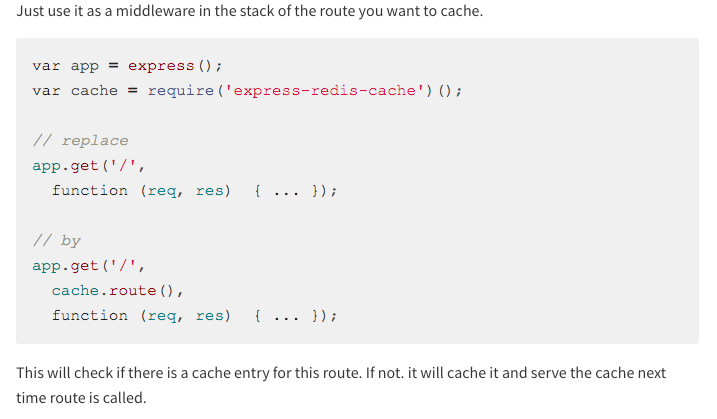 Just use it as a middleware in the stack of the route you want to cache.
var app = express();
var cache = require('express-redis-cache')();
// replace
app.get('/',
  function (req, res)  { ... });
// by
app.get('/',
  cache.route(),
  function (req, res)  { ... });
This will check if there is a cache entry for this route. If not. it will cache it and serve the cache next
time route is called.